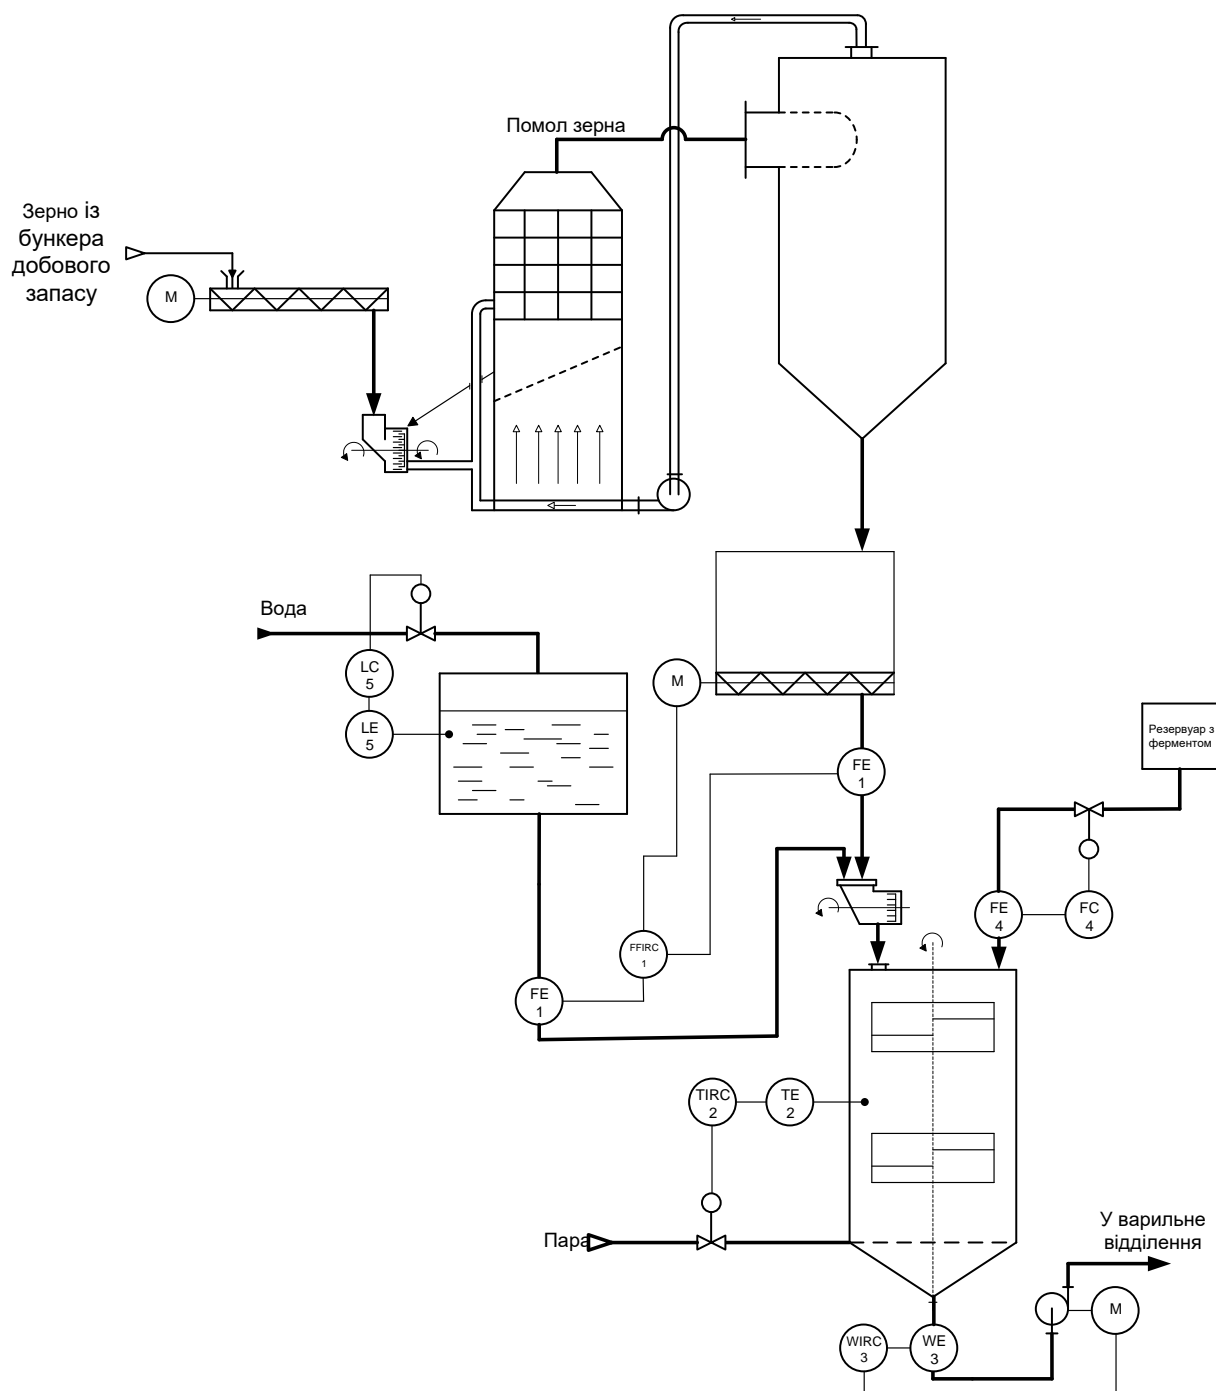 Помол зерна
Зерно із
бункера
добового
запасу
M
Вода
LC
5
LE
5
M
FE
1
Резервуар з
ферментом
FE
4
FC
4
FFIRC
1
FE
1
TIRC
2
TE
2
Пара
У варильне
відділення
M
WIRC
3
WE
3